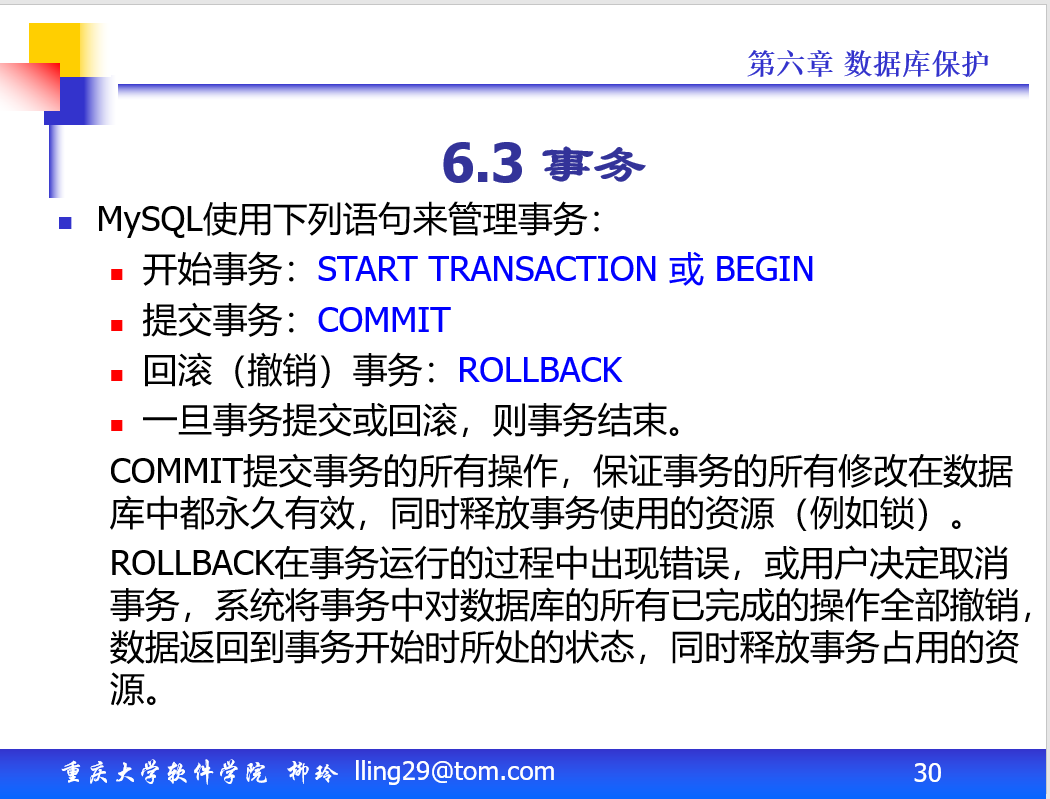 第六章 数据库保护
6.3 事务
MySQL使用下列语句来管理事务：
开始事务：START TRANSACTION 或 BEGIN
提交事务：COMMIT
回滚（撤销）事务：ROLLBACK
一旦事务提交或回滚，则事务结束。
COMMIT提交事务的所有操作，保证事务的所有修改在数据
库中都永久有效，同时释放事务使用的资源（例如锁）。
ROLLBACK在事务运行的过程中出现错误，或用户决定取消
事务，系统将事务中对数据库的所有已完成的操作全部撤销，
数据返回到事务开始时所处的状态，同时释放事务占用的资
源。
重庆大学软件学院 柳玲 lling29@tom.com 30